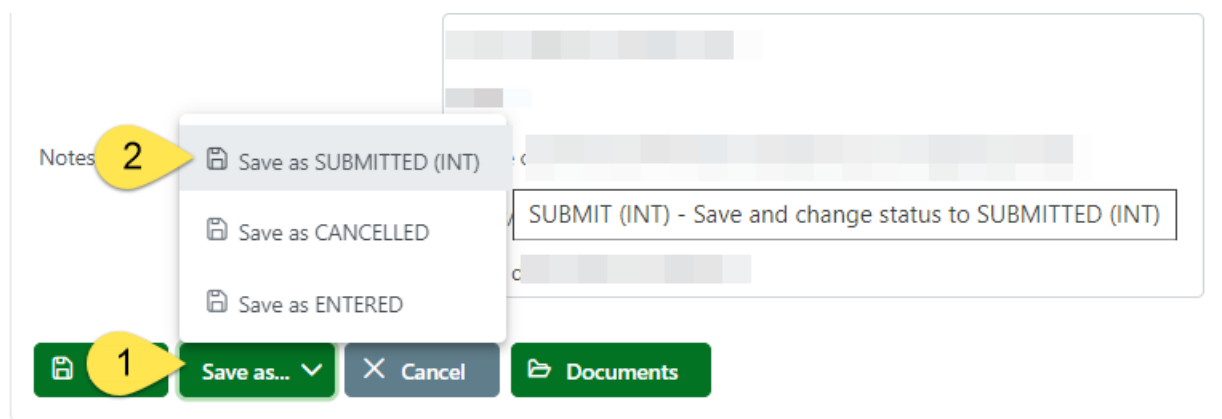 Notes
2
Save as SUBMITTED (INT)
SUBMIT (INT) - Save and change status to SUBMITTED (INT)
Save as CANCELLED
Save as ENTERED
1
Save as...
Cancel
Documents